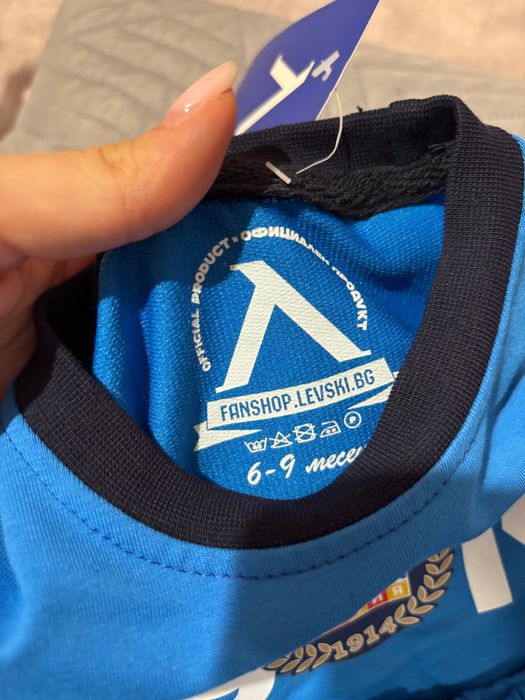 OFFICIAL PRODUCT • ОФИЦИАЛЕН ПРОДУКТ
FANSHOP.LEVSKI.BG
P
6-9
1914